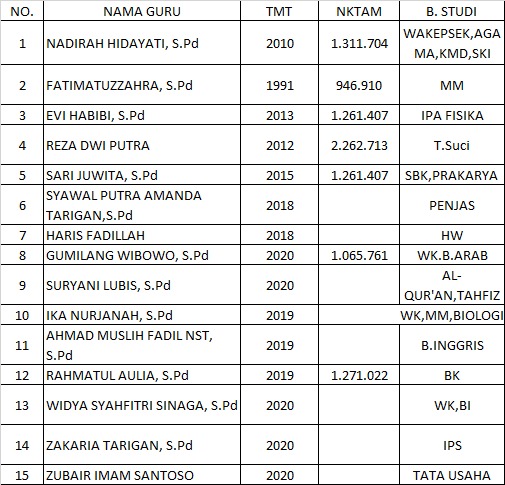 NO. NAMA GURU TMT NKTAM B. STUDI
1 NADIRAH HIDAYATI, S.Pd 2010 1.311.704 WAKEPSEK,AGA
MA,KMD,SKI
2 FATIMATUZZAHRA, S.Pd 1991 946.910 MM
3 EVI HABIBI, S.Pd 2013 1.261.407 IPA FISIKA
4 REZA DWI PUTRA 2012 2.262.713 T.Suci
5 SARI JUWITA, S.Pd 2015 1.261.407 SBK,PRAKARYA
6 SYAWAL PUTRA AMANDA
TARIGAN,S.Pd 2018 PENJAS
7 HARIS FADILLAH 2018 HW
8 GUMILANG WIBOWO, S.Pd 2020 1.065.761 WK.B.ARAB
9 SURYANI LUBIS, S.Pd 2020 AL-
QUR'AN,TAHFIZ
10 IKA NURJANAH, S.Pd 2019 WK,MM,BIOLOGI
11 AHMAD MUSLIH FADIL NST,
S.Pd 2019 B.INGGRIS
12 RAHMATUL AULIA, S.Pd 2019 1.271.022 BK
13 WIDYA SYAHFITRI SINAGA, S.Pd 2020 WK,BI
14 ZAKARIA TARIGAN, S.Pd 2020 IPS
15 ZUBAIR IMAM SANTOSO 2020 TATA USAHA